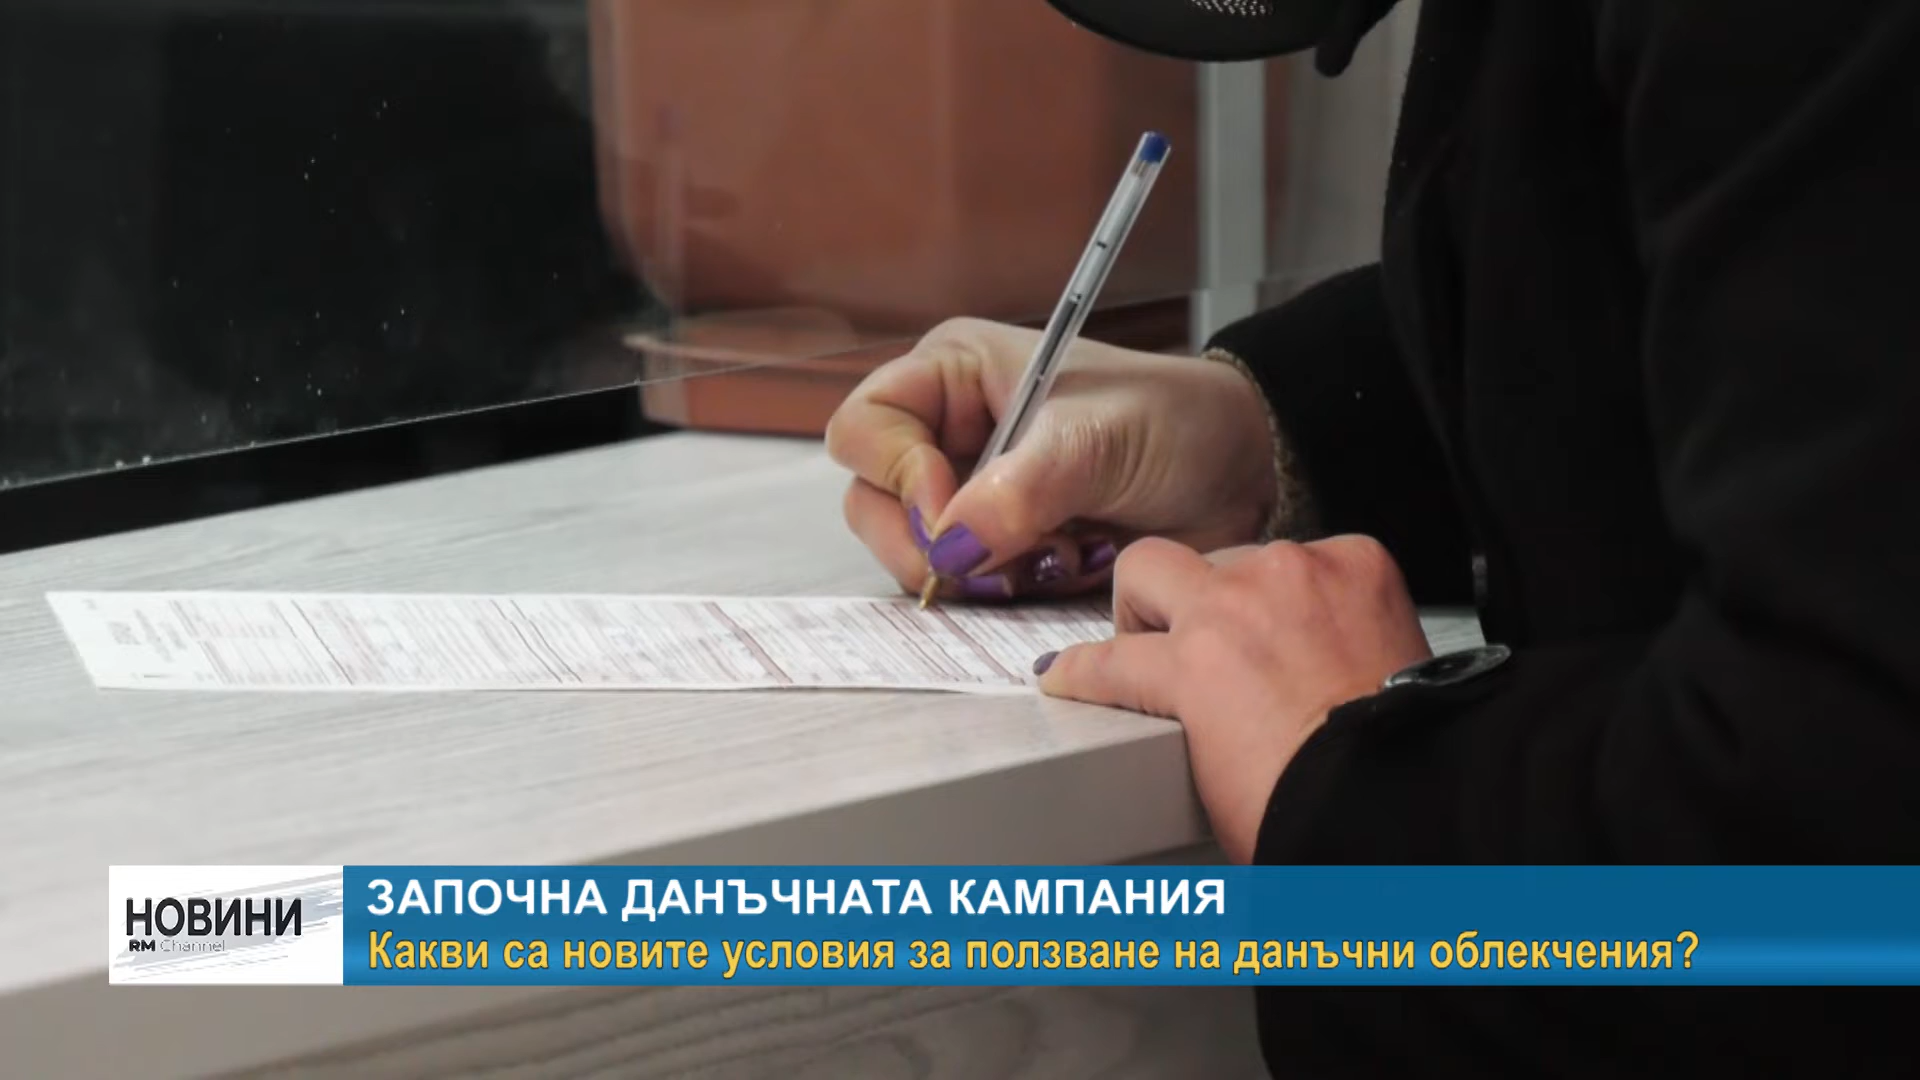 ЗАПОЧНА ДАНЪЧНАТА КАМПАНИЯ
Какви са новите условия за ползване на данъчни облекчения?
НОВИНИ
RM Channel